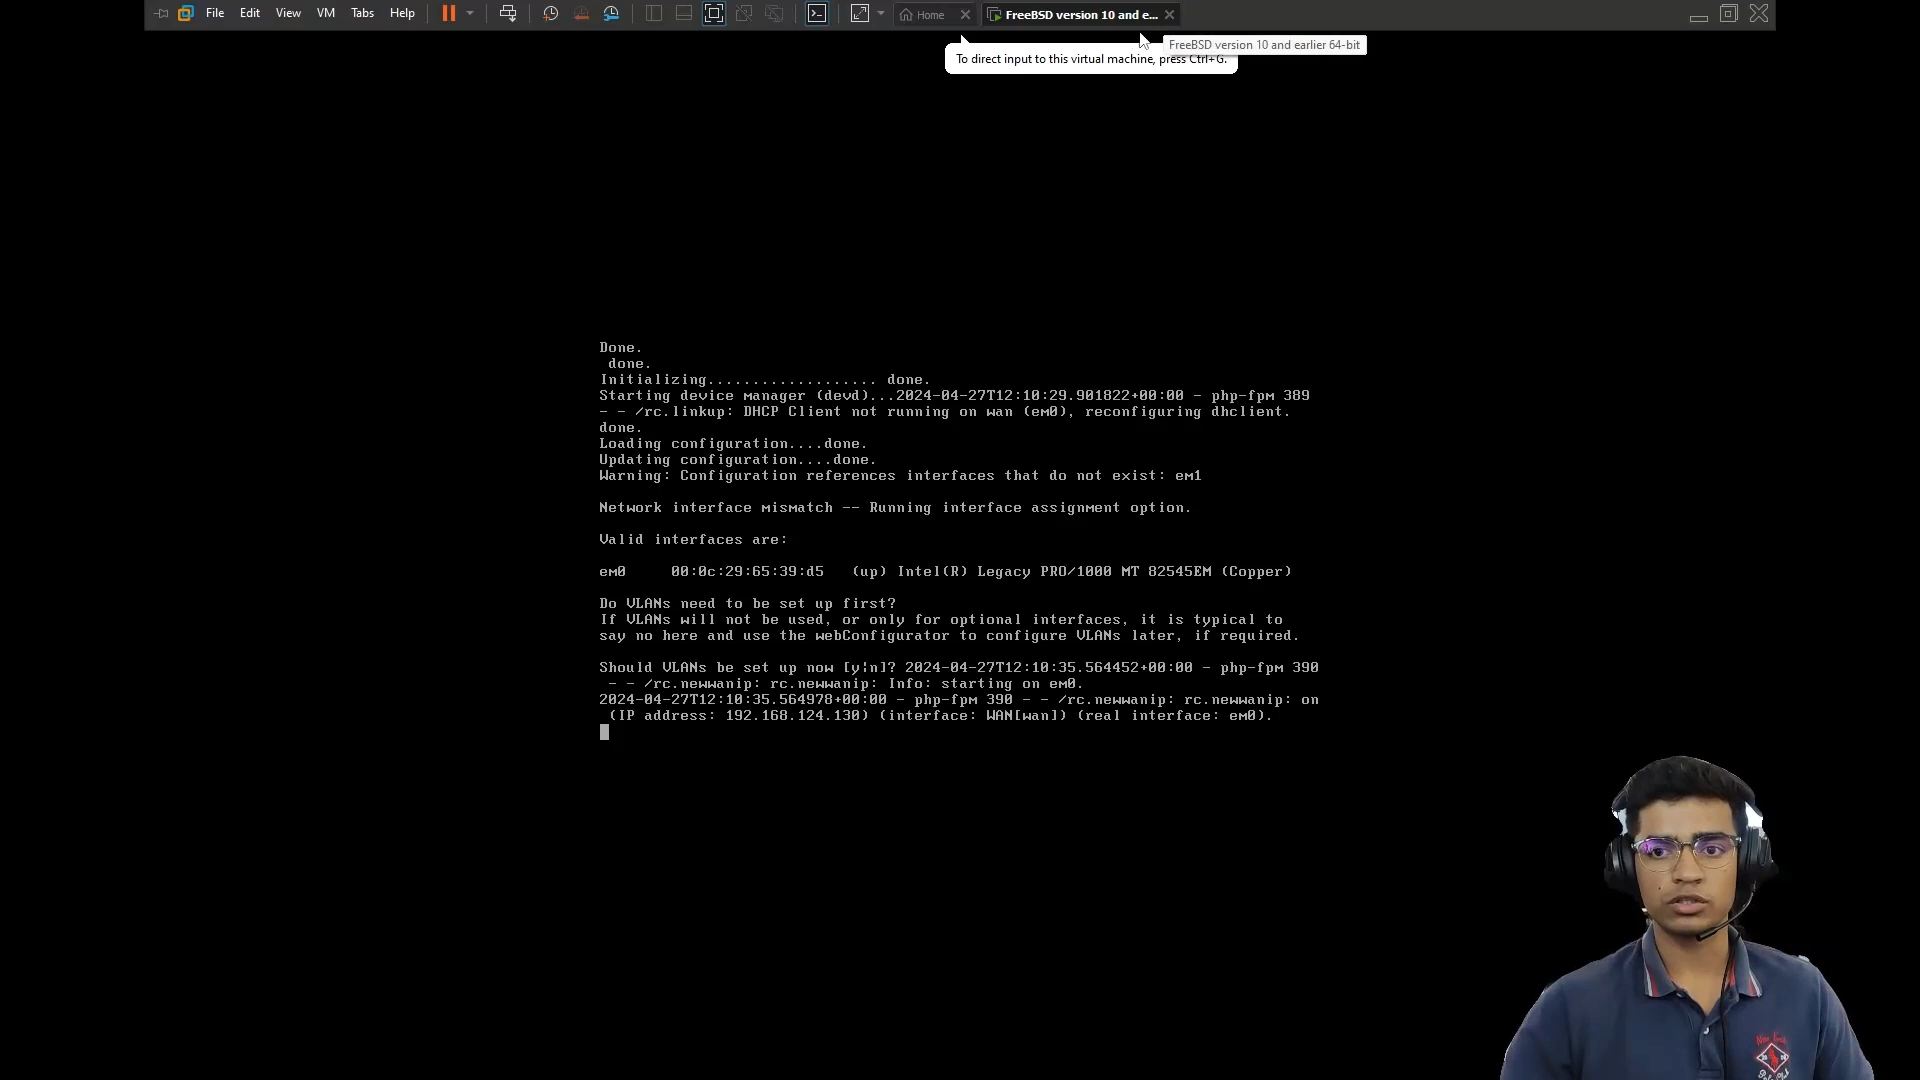 File Edit View VM Tabs Help Home FreeBSD version 10 and e...
FreeBSD version 10 and earlier 64-bit
To direct input to this virtual machine, press Ctrl+G.
Done.
done.
Initializing................... done.
Starting device manager (devd)...2024-04-27T12:10:29.901822+00:00 - php-fpm 389
- - /rc.linkup: DHCP Client not running on wan (em0), reconfiguring dhclient.
done.
Loading configuration....done.
Updating configuration....done.
Warning: Configuration references interfaces that do not exist: em1
Network interface mismatch -- Running interface assignment option.
Valid interfaces are:
em0 00:0c:29:65:39:d5 (up) Intel(R) Legacy PRO/1000 MT 82545EM (Copper)
Do VLANs need to be set up first?
If VLANs will not be used, or only for optional interfaces, it is typical to
say no here and use the webConfigurator to configure VLANs later, if required.
Should VLANs be set up now [y|n]? 2024-04-27T12:10:35.564452+00:00 - php-fpm 390
- - /rc.newwanip: rc.newwanip: Info: starting on em0.
2024-04-27T12:10:35.564978+00:00 - php-fpm 390 - - /rc.newwanip: rc.newwanip: on
(IP address: 192.168.124.130) (interface: WAN[wan]) (real interface: em0).